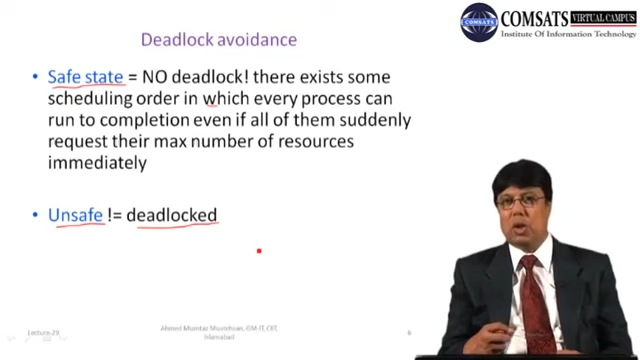 COMSATS VIRTUAL CAMPUS
Institute Of Information Technology
Deadlock avoidance
• Safe state = NO deadlock! there exists some
scheduling order in which every process can
run to completion even if all of them suddenly
request their max number of resources
immediately
• Unsafe != deadlocked
Lecture-29
Ahmed Mumtaz Moonhsan, GM-IT, CIIT,
Islamabad
6